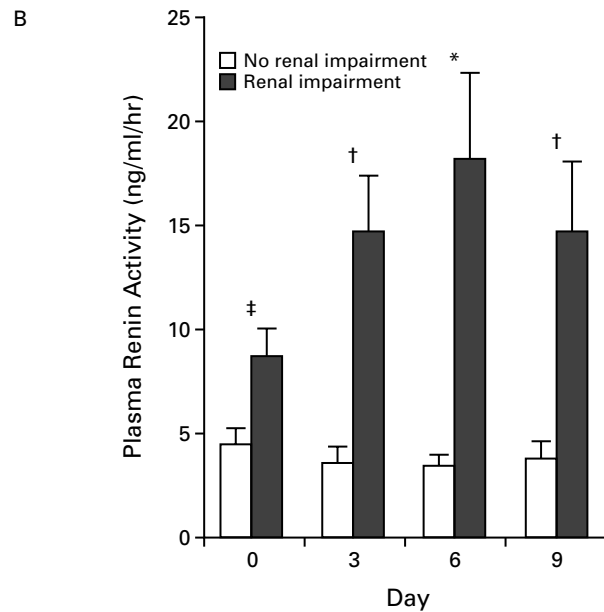 B
25
20
15
10
5
0
Plasma Renin Activity (ng/ml/hr)
No renal impairment
Renal impairment
‡
†
*
†
0 3 6 9
Day